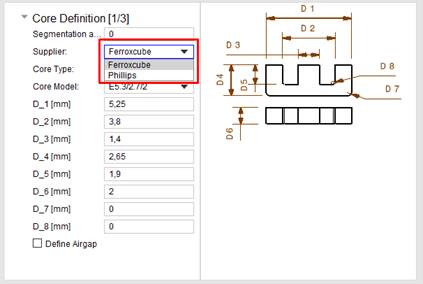 Core Definition [1/3]
Segmentation a... 0
Supplier: Ferroxcube
Ferroxcube
Core Type:
Phillips
Core Model: E5.3/2.7/2
D_1 [mm] 5,25
D_2 [mm] 3,8
D_3 [mm] 1,4
D_4 [mm] 2,65
D_5 [mm] 1,9
D_6 [mm] 2
D_7 [mm] 0
D_8 [mm] 0
Define Airgap
D 1
D 2
D 3
D 4
D 5
D 8
D 7
D 6